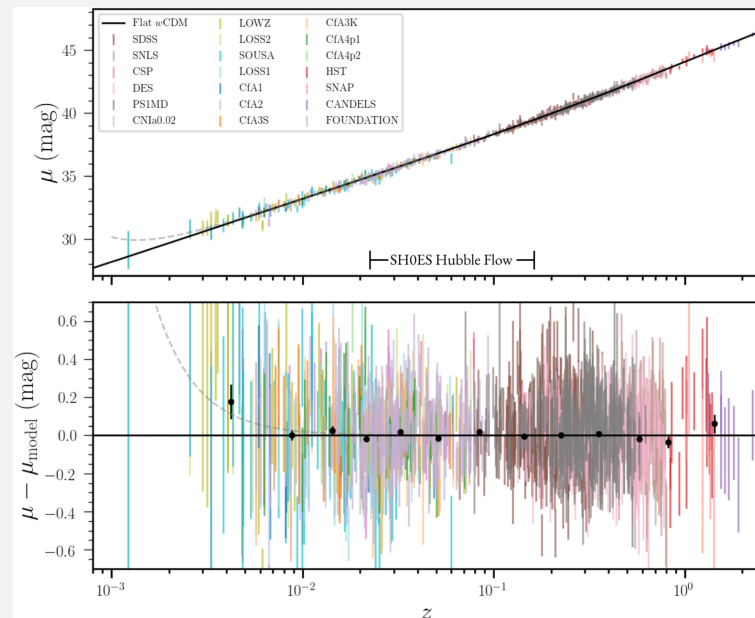 Flat wCDM
SDSS
SNLS
CSP
DES
PS1MD
CNIa0.02
LOWZ
LOSS2
SOUSA
LOSS1
CfA1
CfA2
CfA3S
CfA3K
CfA4p1
CfA4p2
HST
SNAP
CANDELS
FOUNDATION
45
40
35
30
μ (mag)
SH0ES Hubble Flow
0.6
0.4
0.2
0.0
−0.2
−0.4
−0.6
μ − μmodel (mag)
10⁻³
10⁻²
10⁻¹
10⁰
z